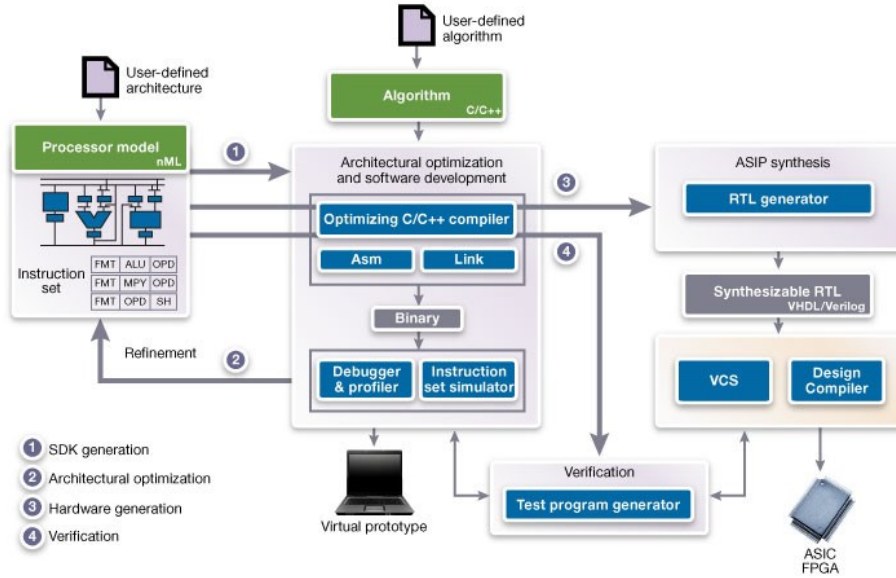 User-defined
algorithm
User-defined
architecture
Algorithm
C/C++
Processor model
nML
1
Architectural optimization
and software development
3
ASIP synthesis
Optimizing C/C++ compiler
RTL generator
4
Asm
Link
Instruction
set
FMT ALU OPD
FMT MPY OPD
FMT OPD SH
Synthesizable RTL
VHDL/Verilog
Binary
Refinement
2
Debugger
& profiler
Instruction
set simulator
VCS
Design
Compiler
1 SDK generation
2 Architectural optimization
3 Hardware generation
4 Verification
Virtual prototype
Verification
Test program generator
ASIC
FPGA